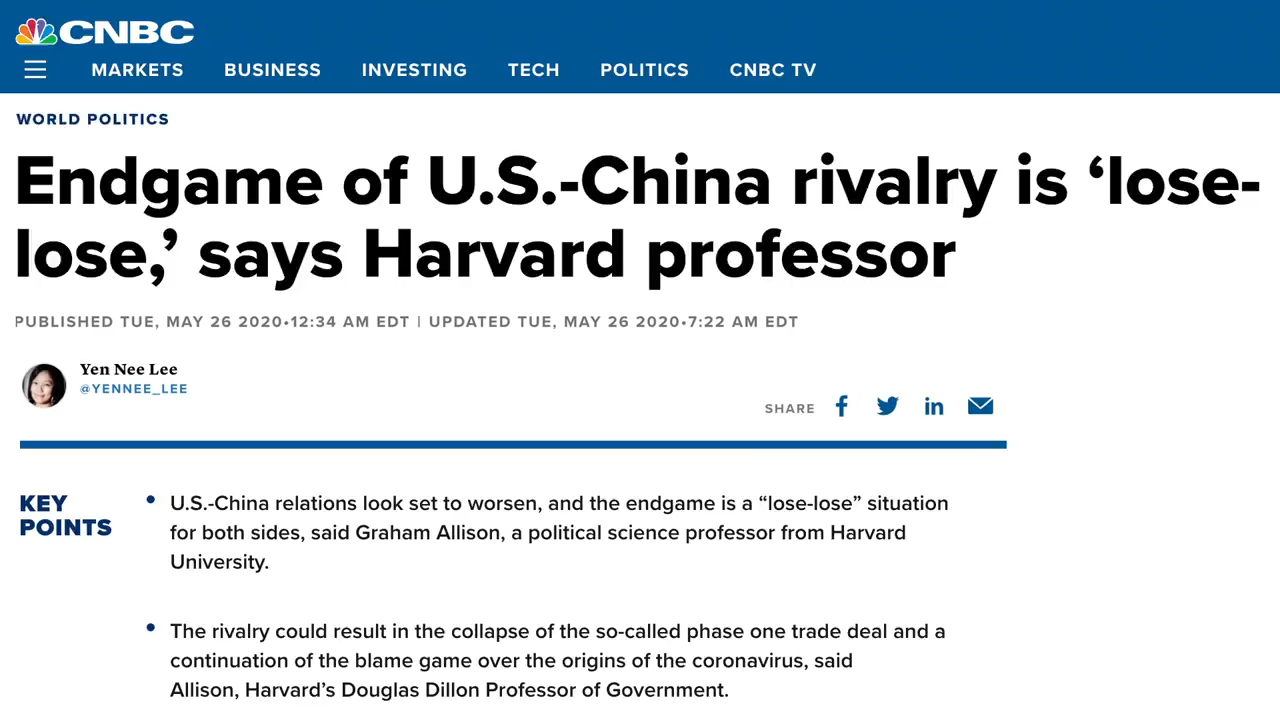 CNBC
MARKETS BUSINESS INVESTING TECH POLITICS CNBC TV
WORLD POLITICS
Endgame of U.S.-China rivalry is ‘lose-
lose,’ says Harvard professor
PUBLISHED TUE, MAY 26 2020•12:34 AM EDT | UPDATED TUE, MAY 26 2020•7:22 AM EDT
Yen Nee Lee
@YENNEE_LEE
SHARE
KEY
POINTS
• U.S.-China relations look set to worsen, and the endgame is a “lose-lose” situation
for both sides, said Graham Allison, a political science professor from Harvard
University.
• The rivalry could result in the collapse of the so-called phase one trade deal and a
continuation of the blame game over the origins of the coronavirus, said
Allison, Harvard’s Douglas Dillon Professor of Government.